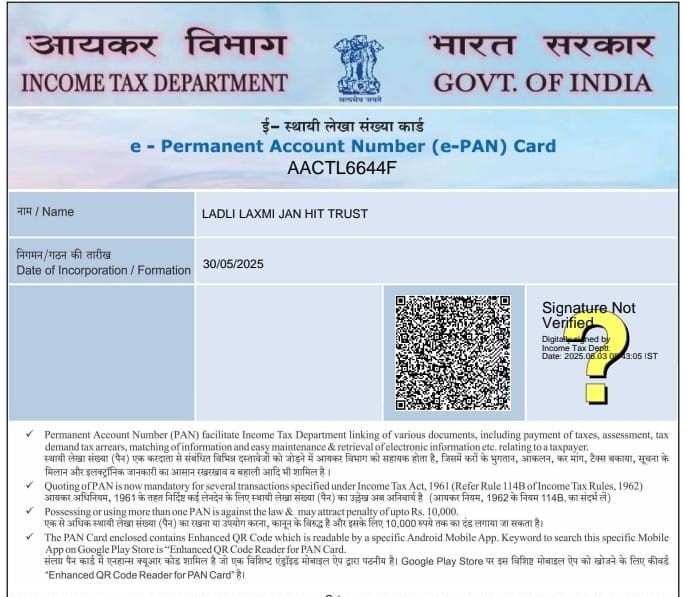 आयकर विभाग
INCOME TAX DEPARTMENT
सत्यमेव जयते
भारत सरकार
GOVT. OF INDIA
ई– स्थायी लेखा संख्या कार्ड
e - Permanent Account Number (e-PAN) Card
AACTL6644F
नाम / Name
LADLI LAXMI JAN HIT TRUST
निगमन/गठन की तारीख
Date of Incorporation / Formation
30/05/2025
Signature Not
Verified
Digitally signed by
Income Tax Deptt.
Date: 2025.06.03 :43:05 IST
✓ Permanent Account Number (PAN) facilitate Income Tax Department linking of various documents, including payment of taxes, assessment, tax
demand tax arrears, matching of information and easy maintenance & retrieval of electronic information etc. relating to a taxpayer.
स्थायी लेखा संख्या (पैन) एक करदाता से संबंधित विभिन्न दस्तावेजों को जोड़ने में आयकर विभाग को सहायक होता है, जिसमें करों के भुगतान, आकलन, कर मांग, टैक्स बकाया, सूचना के
मिलान और इलक्ट्रॉनिक जानकारी का आसान रखरखाव व बहाली आदि भी शामिल है ।
✓ Quoting of PAN is now mandatory for several transactions specified under Income Tax Act, 1961 (Refer Rule 114B of Income Tax Rules, 1962)
आयकर अधिनियम, 1961 के तहत निर्दिष्ट कई लेनदेन के लिए स्थायी लेखा संख्या (पैन) का उल्लेख अब अनिवार्य है (आयकर नियम, 1962 के नियम 114B, का संदर्भ लें)
✓ Possessing or using more than one PAN is against the law & may attract penalty of upto Rs. 10,000.
एक से अधिक स्थायी लेखा संख्या (पैन) का रखना या उपयोग करना, कानून के विरुद्ध है और इसके लिए 10,000 रुपये तक का दंड लगाया जा सकता है।
✓ The PAN Card enclosed contains Enhanced QR Code which is readable by a specific Android Mobile App. Keyword to search this specific Mobile
App on Google Play Store is "Enhanced QR Code Reader for PAN Card.
संलग्न पैन कार्ड में एनहान्स क्यूआर कोड शामिल है जो एक विशिष्ट एंड्रॉइड मोबाइल ऐप द्वारा पठनीय है। Google Play Store पर इस विशिष्ट मोबाइल ऐप को खोजने के लिए कीवर्ड
"Enhanced QR Code Reader for PAN Card" है।